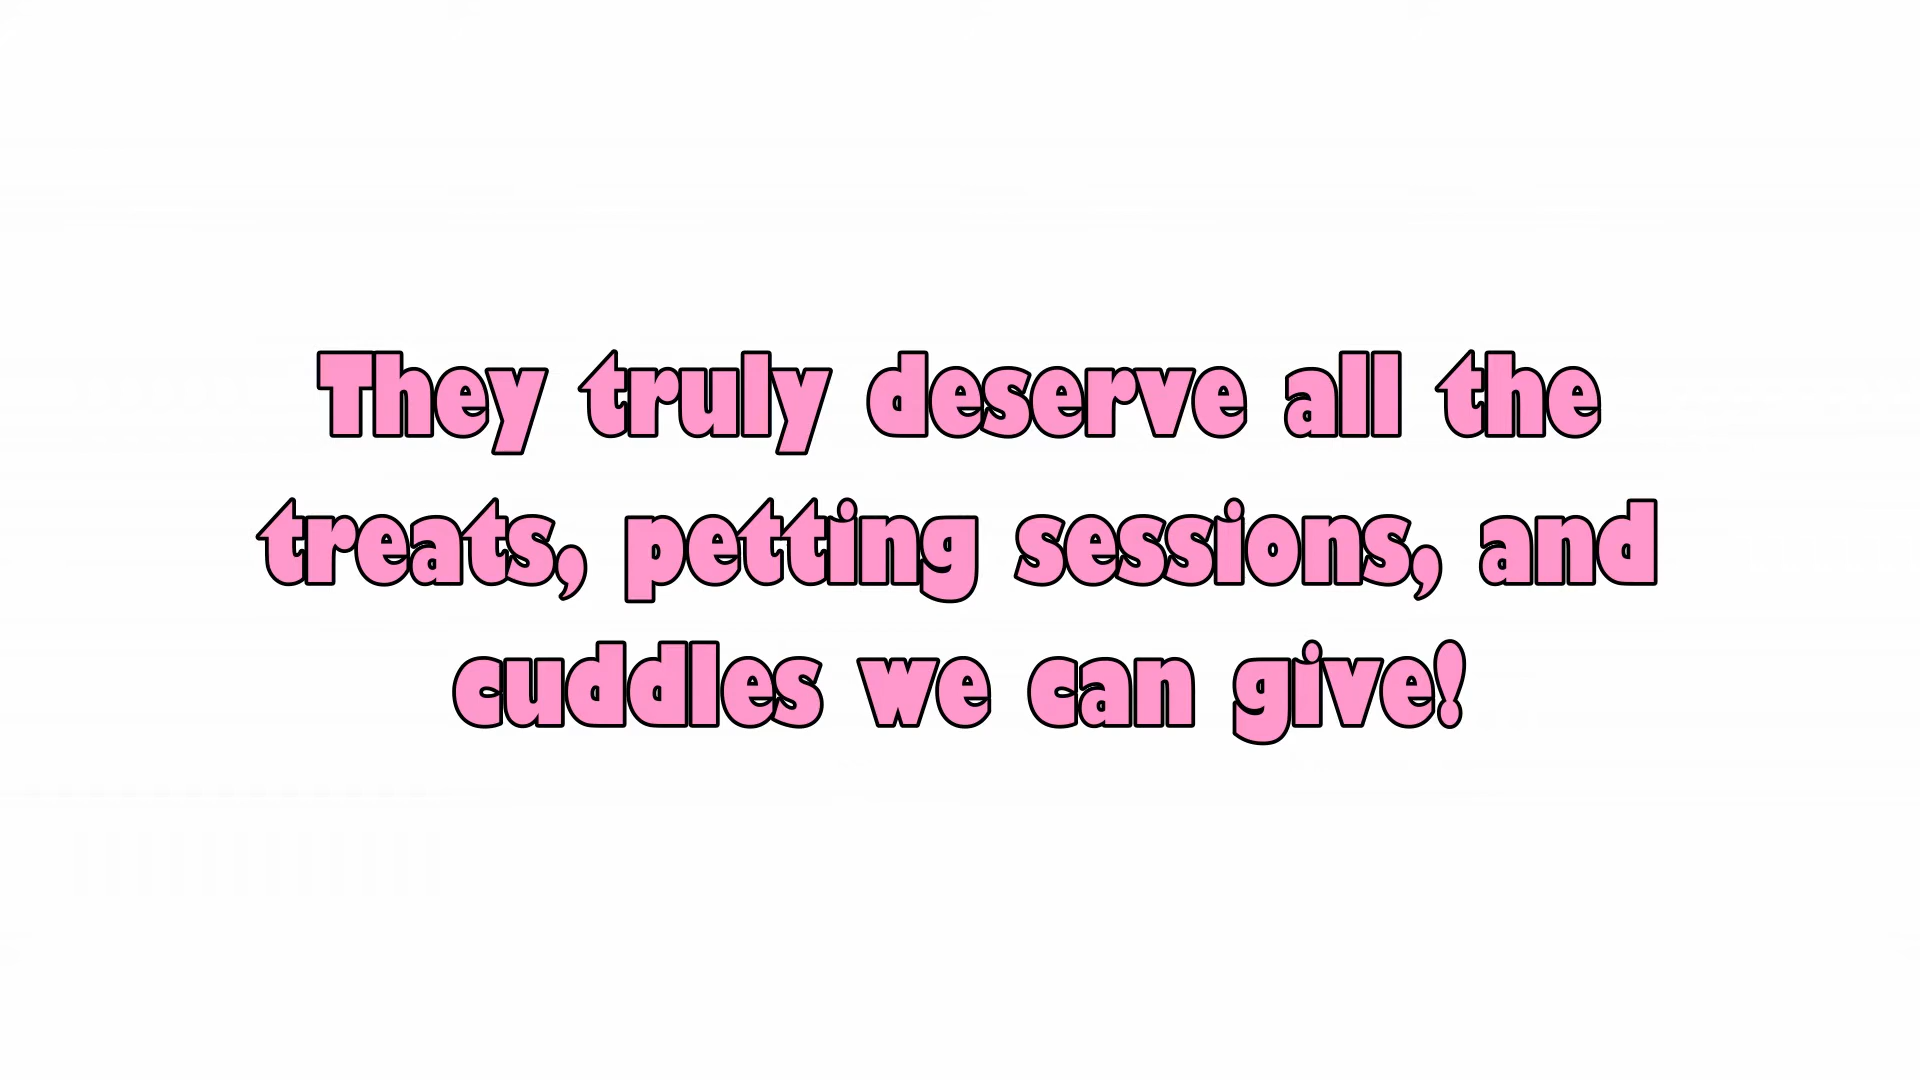 They truly deserve all the
treats, petting sessions, and
cuddles we can give!